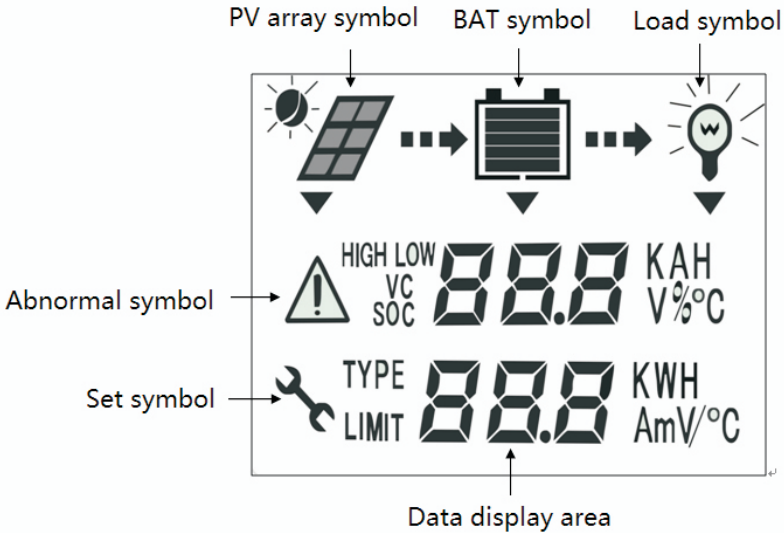 PV array symbol BAT symbol Load symbol
W
HIGH LOW 88.8 KAH
VC
SOC V%°C
Abnormal symbol
TYPE 88.8 KWH
Set symbol
LIMIT AmV/°C
Data display area